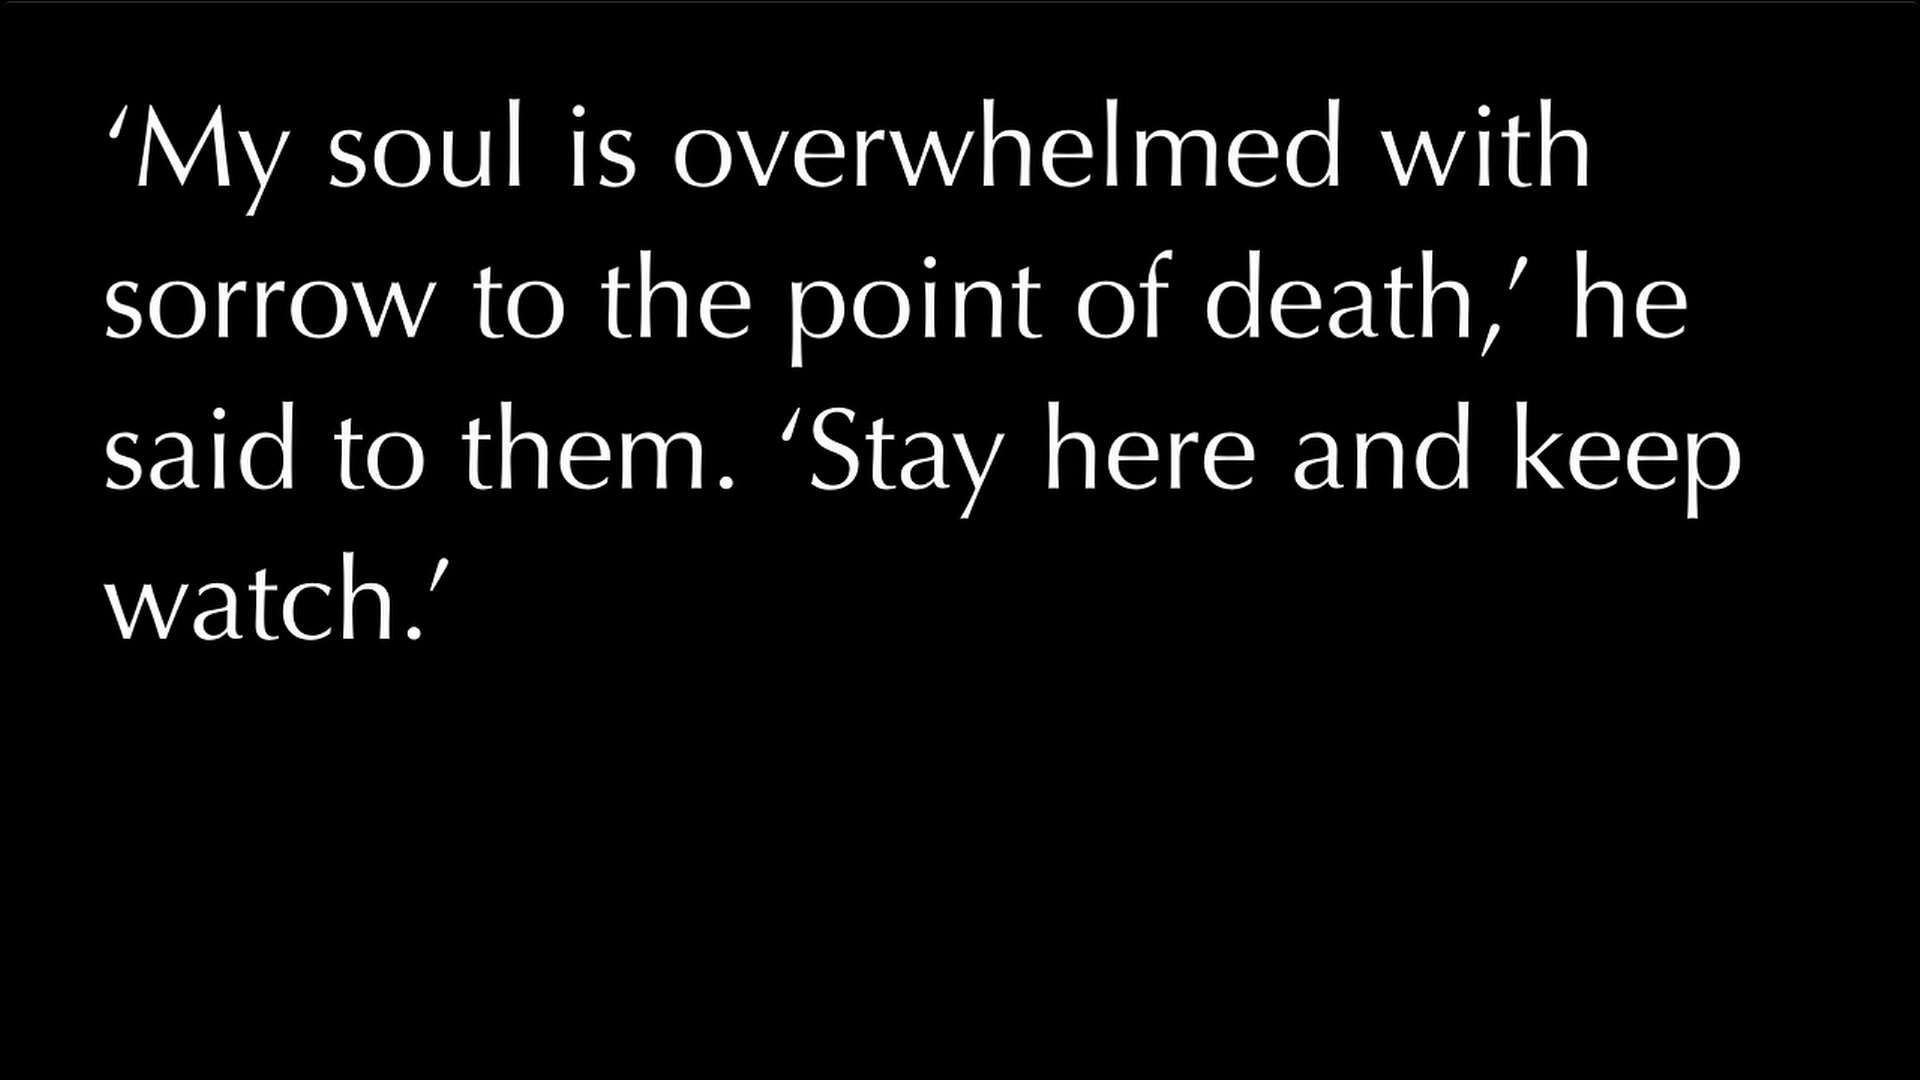 ‘My soul is overwhelmed with
sorrow to the point of death,’ he
said to them. ‘Stay here and keep
watch.’